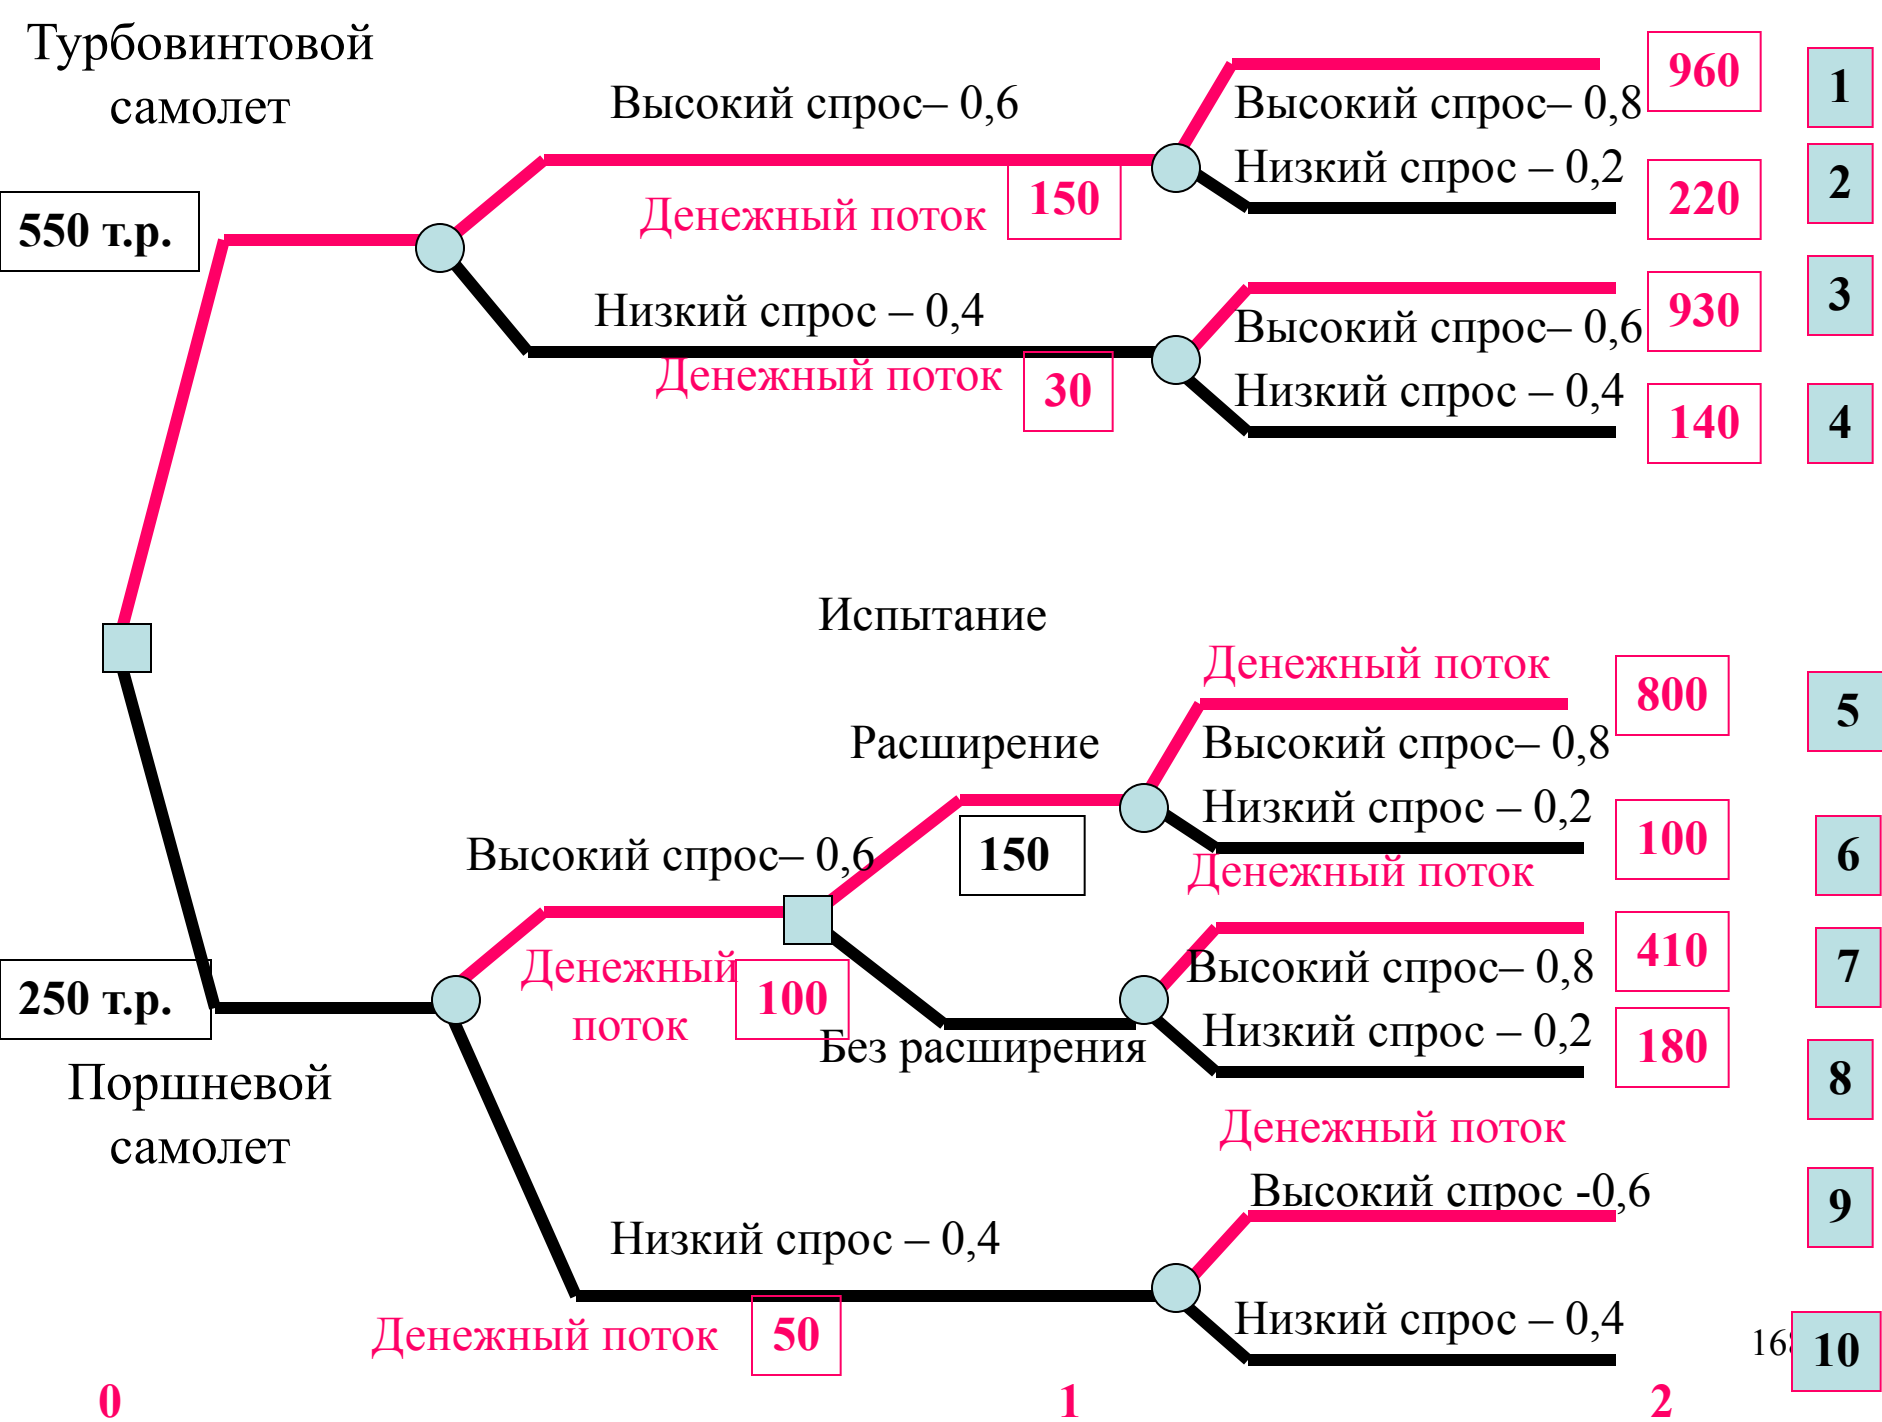 Турбовинтовой
самолет
550 т.р.
Высокий спрос– 0,6
Денежный поток
150
Высокий спрос– 0,8
960
1
Низкий спрос – 0,2
220
2
Низкий спрос – 0,4
Денежный поток
30
Высокий спрос– 0,6
930
3
Низкий спрос – 0,4
140
4
Испытание
Денежный поток
800
5
Расширение
Высокий спрос– 0,8
Низкий спрос – 0,2
100
6
Высокий спрос– 0,6
150
Денежный поток
410
7
Денежный
поток
100
Высокий спрос– 0,8
250 т.р.
Без расширения
Низкий спрос – 0,2
180
8
Поршневой
самолет
Денежный поток
Высокий спрос -0,6
9
Низкий спрос – 0,4
Денежный поток
50
Низкий спрос – 0,4
10
0
1
2